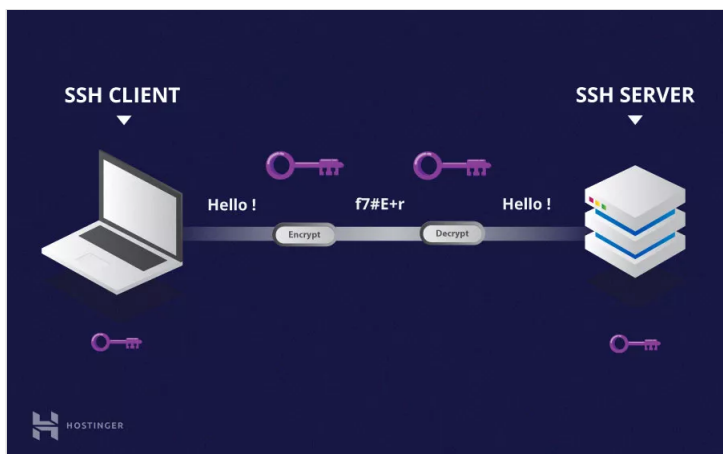 SSH CLIENT
SSH SERVER
Hello !
f7#E+r
Hello !
Encrypt
Decrypt
HOSTINGER